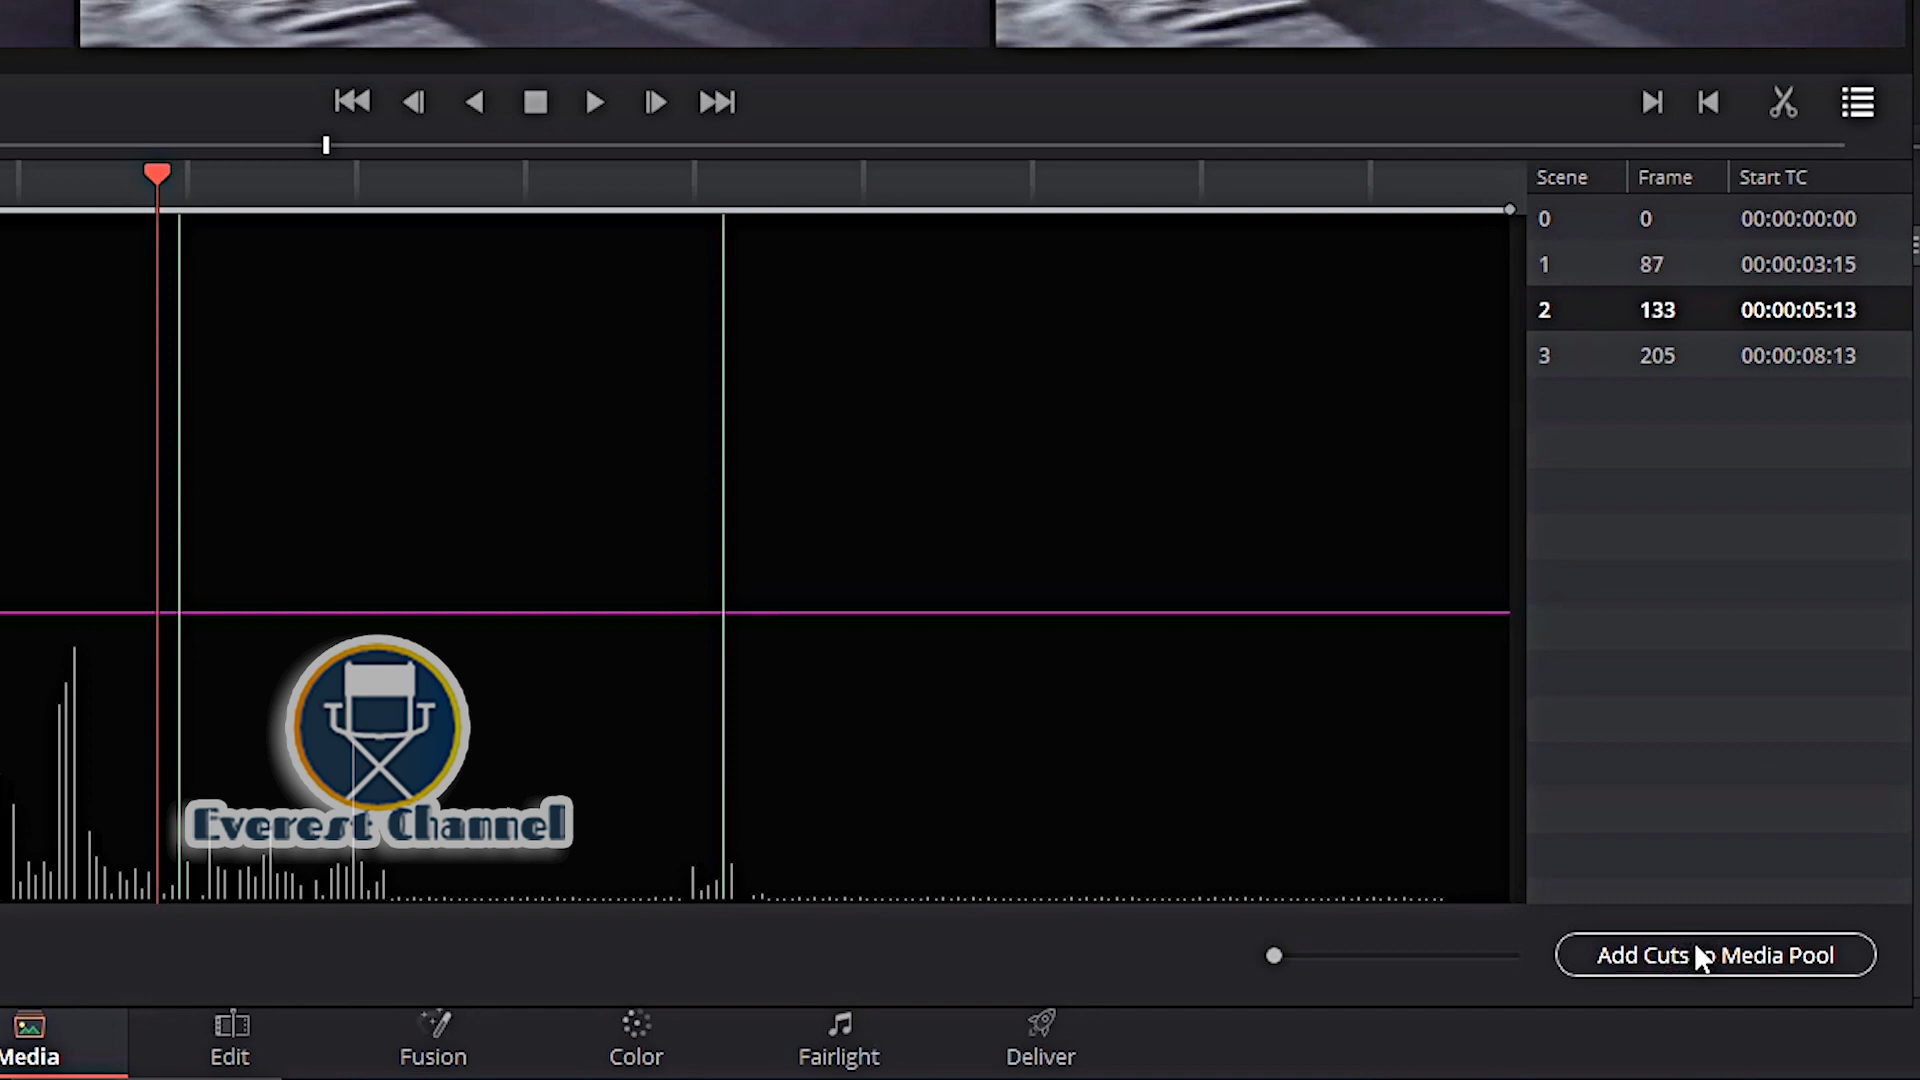 Scene Frame Start TC
0 0 00:00:00:00
1 87 00:00:03:15
2 133 00:00:05:13
3 205 00:00:08:13
Everest Channel
Add Cuts Media Pool
Media Edit Fusion Color Fairlight Deliver